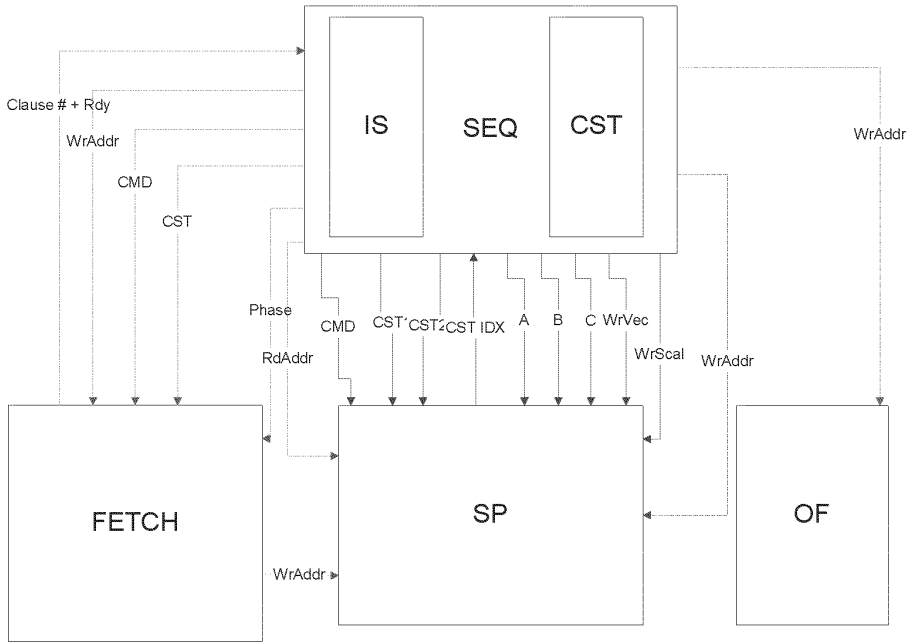 Clause # + Rdy
WrAddr
CMD
CST
IS
SEQ
CST
WrAddr
Phase
RdAddr
CMD
CST1
CST2
CST IDX
A
B
C
WrVec
WrScal
WrAddr
FETCH
WrAddr
SP
OF